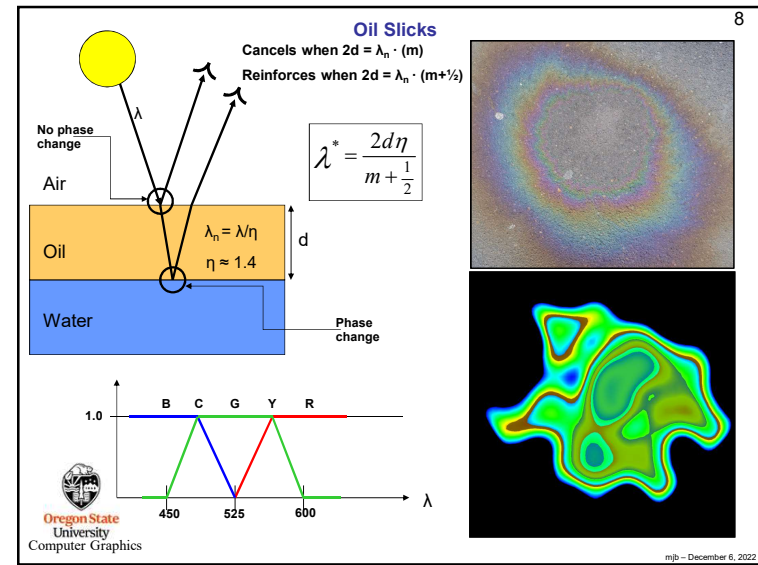 8
Oil Slicks
Cancels when 2d = λn · (m)
Reinforces when 2d = λn · (m+½)
λ
No phase
change
λ* = 2dη / (m + 1/2)
Air
Oil
λn = λ/η
η ≈ 1.4
d
Water
Phase
change
B C G Y R
1.0
450 525 600 λ
Oregon State
University
Computer Graphics
mjb – December 6, 2022